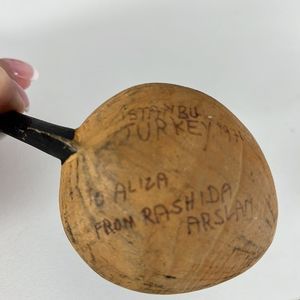 ISTANBUL
TURKEY
TO ALIZA
FROM RASHIDA
ARSLAN